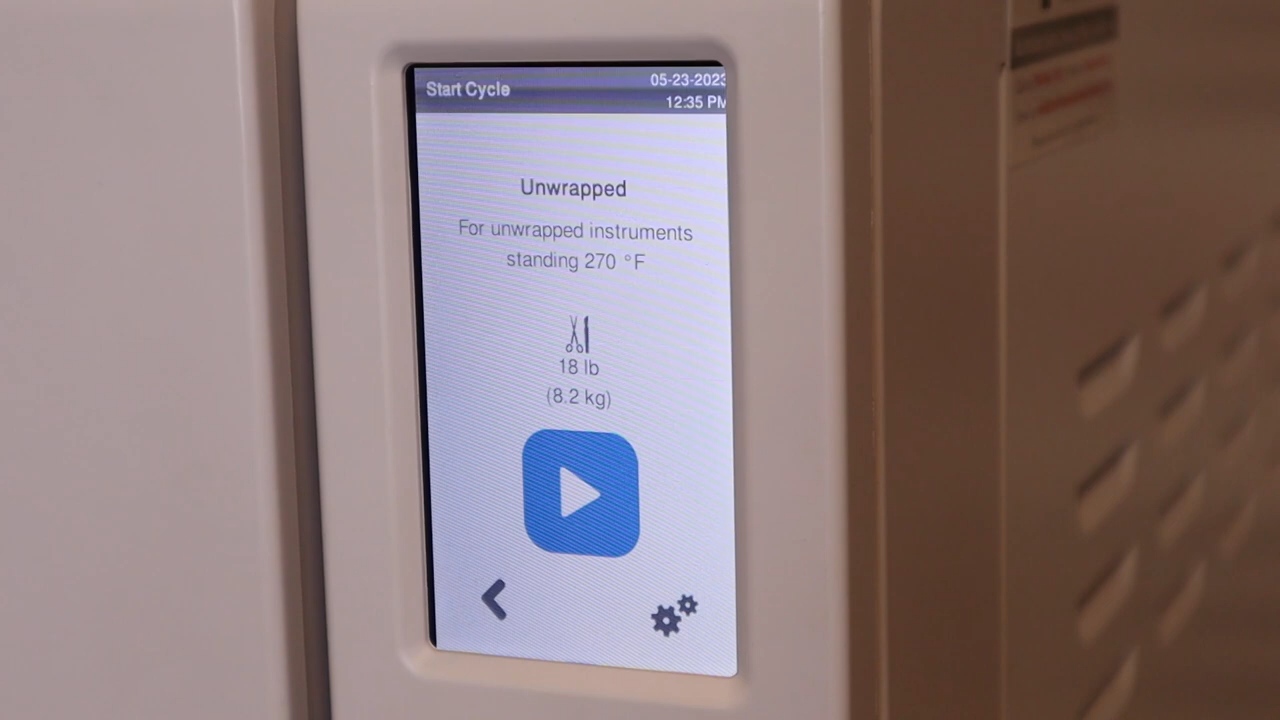 Start Cycle
05-23-2023
12:35 PM
Unwrapped
For unwrapped instruments
standing 270 °F
18 lb
(8.2 kg)